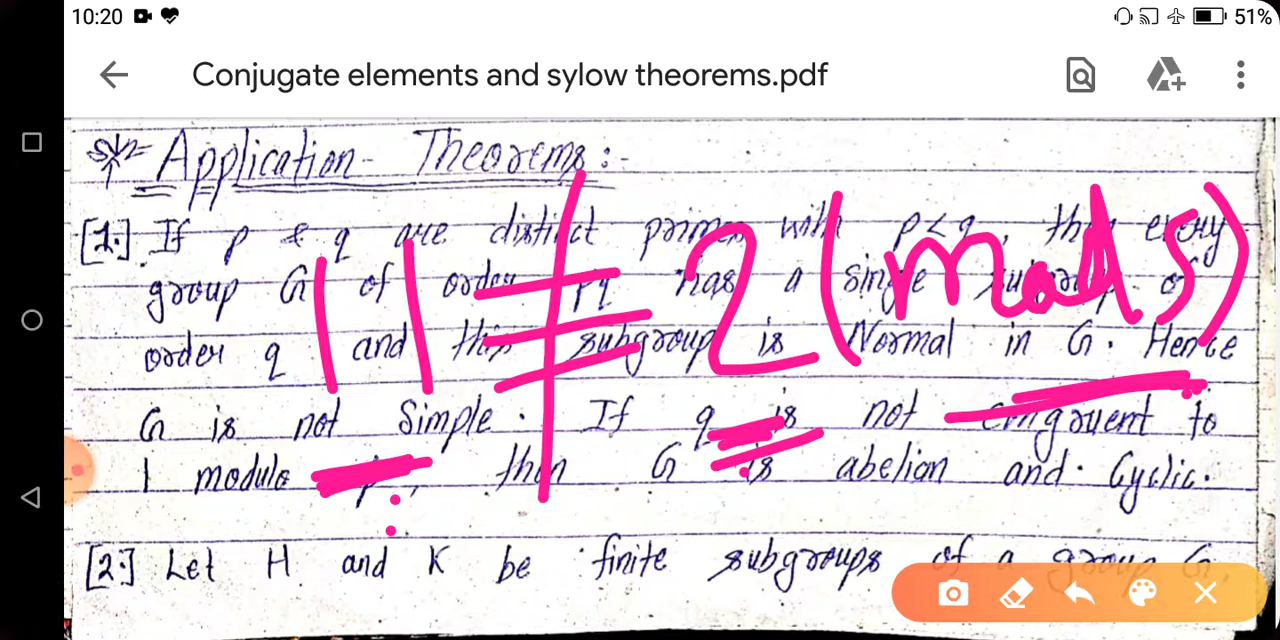 10:20
51%
Conjugate elements and sylow theorems.pdf
Application Theorems:-
[1.] If p & q are distinct primes with p<q, then every
group G of order pq has a single subgroup of
order q and this subgroup is Normal in G. Hence
G is not Simple. If q is not congruent to
1 modulo p, then G is abelian and Cyclic.
11 ≢ 2 (mod 5)
[2.] Let H and K be finite subgroups of a group G.